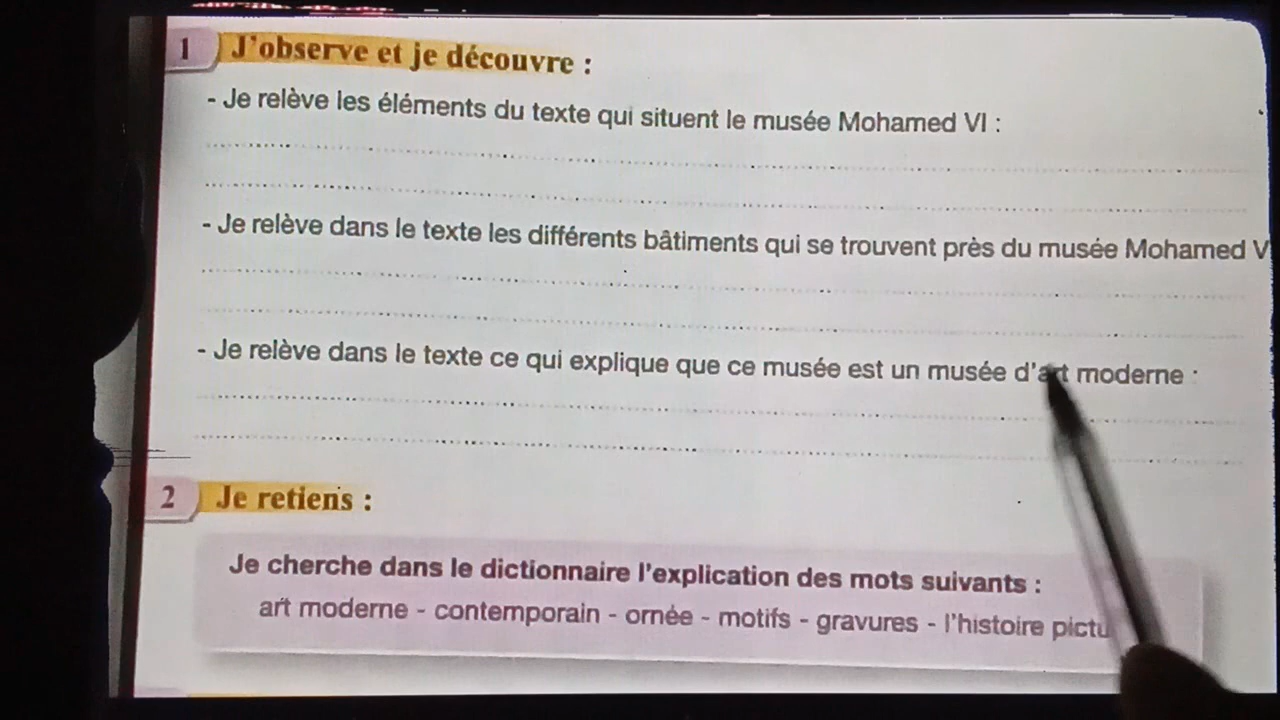 1 J'observe et je découvre :
- Je relève les éléments du texte qui situent le musée Mohamed VI :
- Je relève dans le texte les différents bâtiments qui se trouvent près du musée Mohamed V
- Je relève dans le texte ce qui explique que ce musée est un musée d'art moderne :
2 Je retiens :
Je cherche dans le dictionnaire l'explication des mots suivants :
art moderne - contemporain - ornée - motifs - gravures - l'histoire pictu